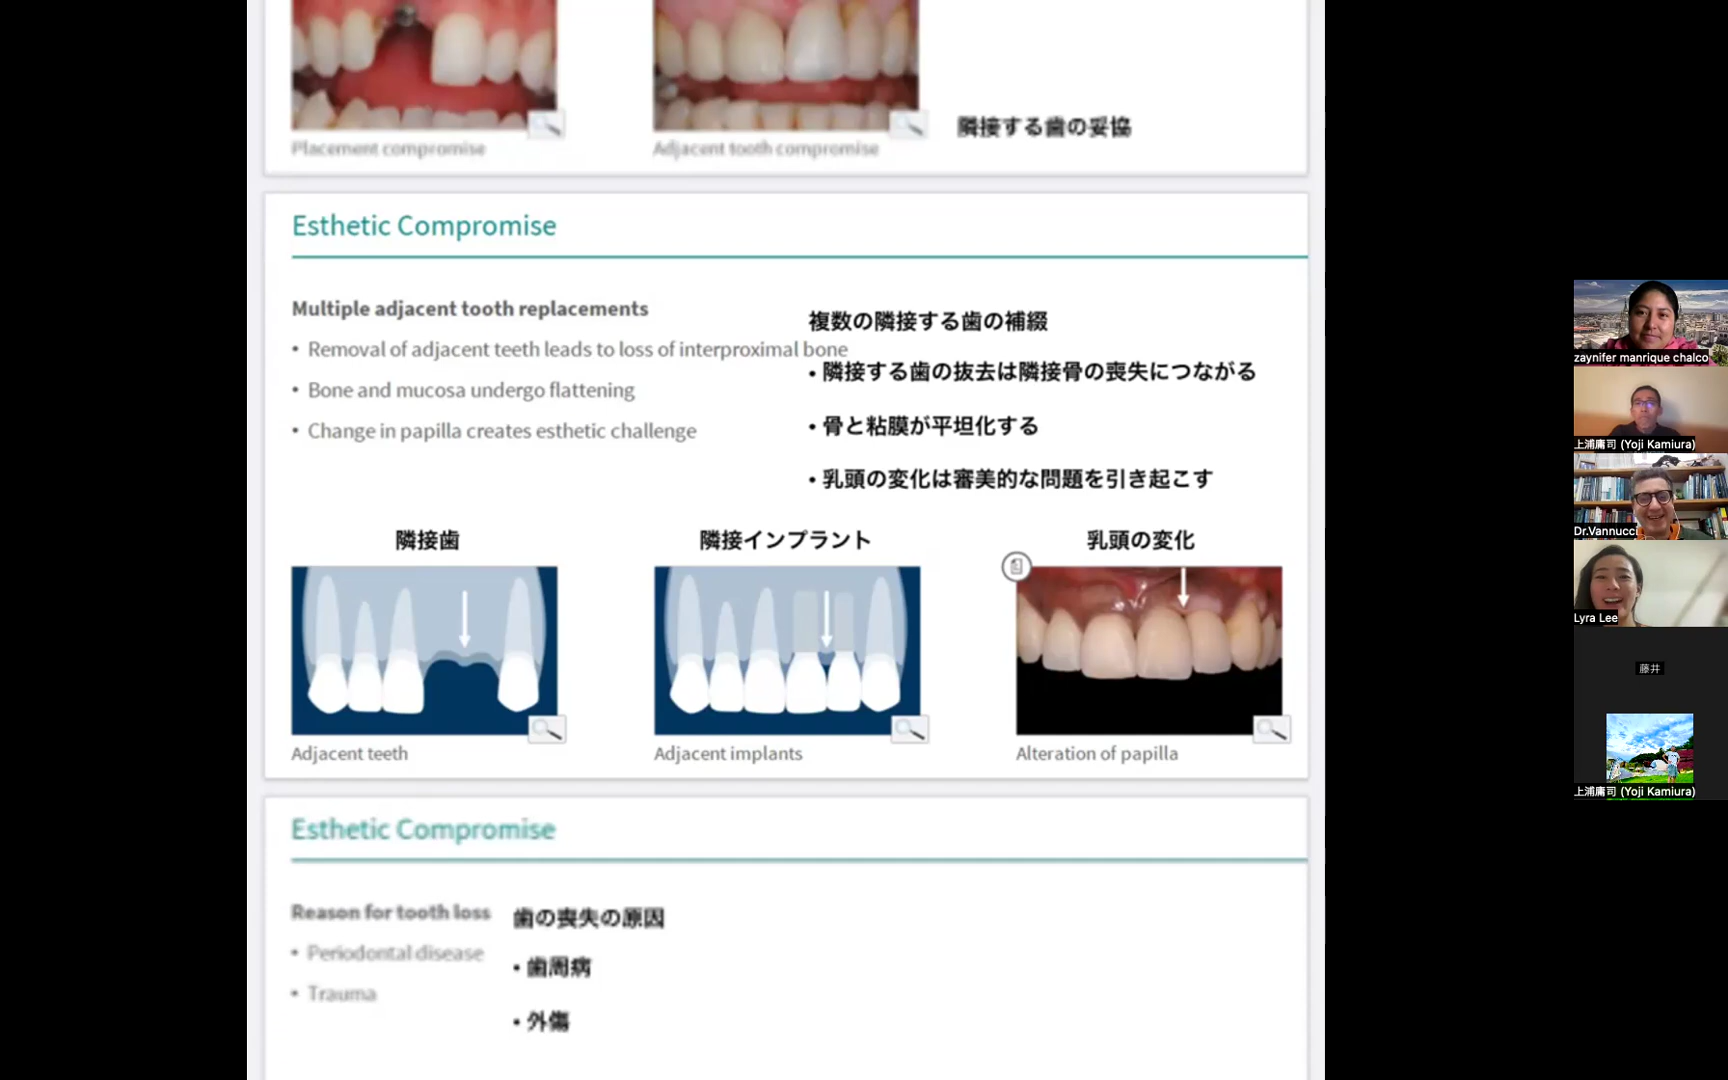 Placement compromise
Adjacent tooth compromise
隣接する歯の妥協
Esthetic Compromise
Multiple adjacent tooth replacements
• Removal of adjacent teeth leads to loss of interproximal bone
• Bone and mucosa undergo flattening
• Change in papilla creates esthetic challenge
複数の隣接する歯の補綴
• 隣接する歯の抜去は隣接骨の喪失につながる
• 骨と粘膜が平坦化する
• 乳頭の変化は審美的な問題を引き起こす
隣接歯
隣接インプラント
乳頭の変化
Adjacent teeth
Adjacent implants
Alteration of papilla
Esthetic Compromise
Reason for tooth loss
• Periodontal disease
• Trauma
歯の喪失の原因
• 歯周病
• 外傷
zaynifer manrique chalco
上浦庸司 (Yoji Kamiura)
Dr.Vannucci
Lyra Lee
藤井
上浦庸司 (Yoji Kamiura)